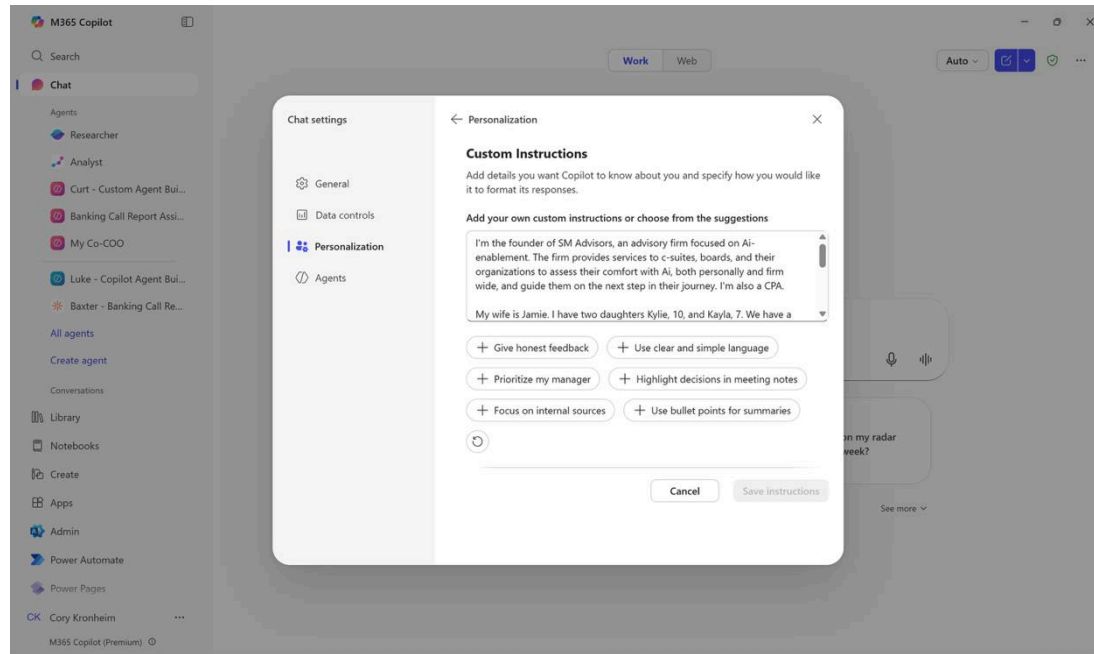 M365 Copilot
Search
Chat
Agents
Researcher
Analyst
Curt - Custom Agent Bui...
Banking Call Report Assi...
My Co-COO
Luke - Copilot Agent Bui...
Baxter - Banking Call Re...
All agents
Create agent
Conversations
Library
Notebooks
Create
Apps
Admin
Power Automate
Power Pages
CK Cory Kronheim
M365 Copilot (Premium)
Work Web
Auto
Chat settings
General
Data controls
Personalization
Agents
Personalization
Custom Instructions
Add details you want Copilot to know about you and specify how you would like
it to format its responses.
Add your own custom instructions or choose from the suggestions
I'm the founder of SM Advisors, an advisory firm focused on Ai-
enablement. The firm provides services to c-suites, boards, and their
organizations to assess their comfort with Ai, both personally and firm
wide, and guide them on the next step in their journey. I'm also a CPA.
My wife is Jamie. I have two daughters Kylie, 10, and Kayla, 7. We have a
Give honest feedback
Use clear and simple language
Prioritize my manager
Highlight decisions in meeting notes
Focus on internal sources
Use bullet points for summaries
Cancel
Save instructions
on my radar
week?
See more